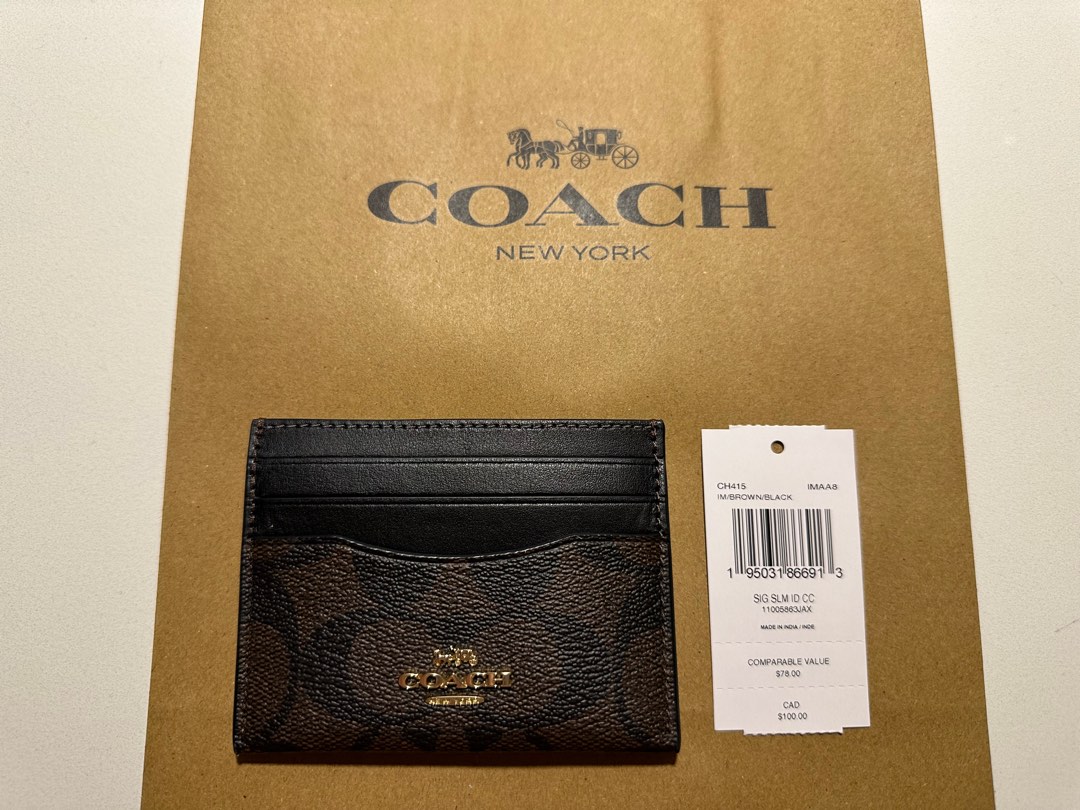 COACH
NEW YORK
CH415 IMAA8
IM/BROWN/BLACK
1 95031 86691 3
SIG SLM ID CC
11005863JAX
MADE IN INDIA / INDE
COMPARABLE VALUE
$78.00
CAD
$100.00
COACH
NEW YORK